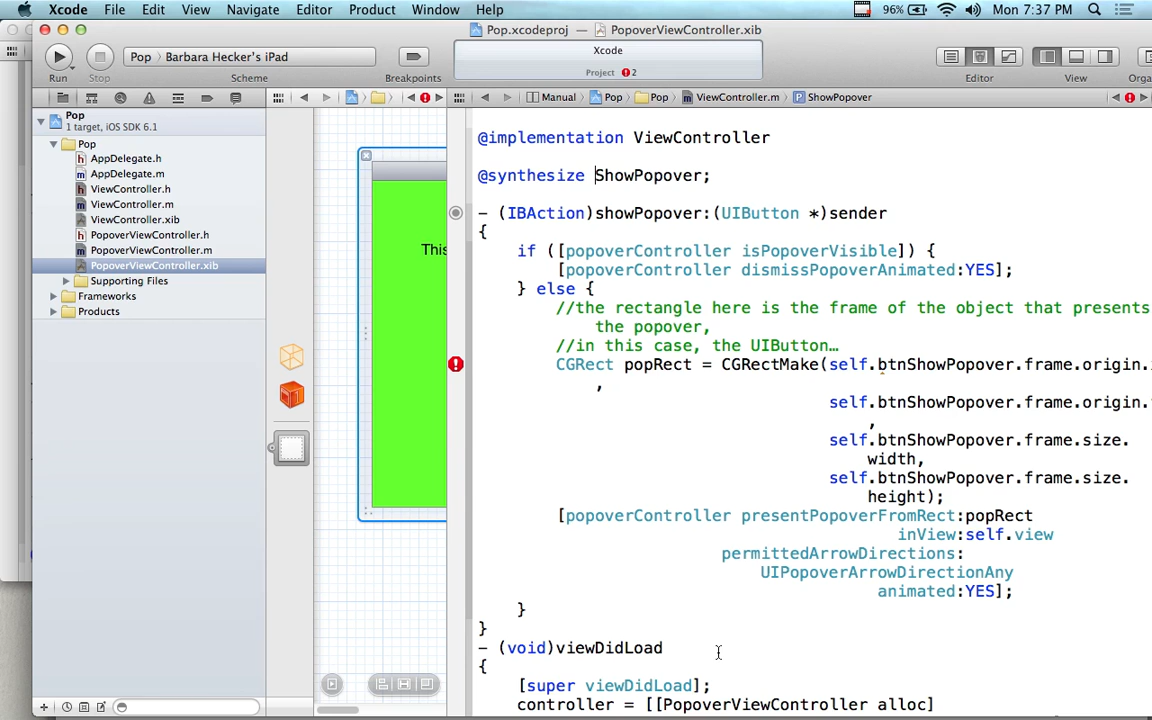 Xcode File Edit View Navigate Editor Product Window Help 96% Mon 7:37 PM
Pop.xcodeproj — PopoverViewController.xib
Pop Barbara Hecker's iPad
Xcode
Project 2
Run Stop Scheme Breakpoints Editor View Orga
Manual Pop Pop ViewController.m ShowPopover
Pop
1 target, iOS SDK 6.1
Pop
AppDelegate.h
AppDelegate.m
ViewController.h
ViewController.m
ViewController.xib
PopoverViewController.h
PopoverViewController.m
PopoverViewController.xib
Supporting Files
Frameworks
Products
This
@implementation ViewController
@synthesize ShowPopover;
- (IBAction)showPopover:(UIButton *)sender
{
if ([popoverController isPopoverVisible]) {
[popoverController dismissPopoverAnimated:YES];
} else {
//the rectangle here is the frame of the object that presents
the popover,
//in this case, the UIButton…
CGRect popRect = CGRectMake(self.btnShowPopover.frame.origin.
,
self.btnShowPopover.frame.origin.
,
self.btnShowPopover.frame.size.
width,
self.btnShowPopover.frame.size.
height);
[popoverController presentPopoverFromRect:popRect
inView:self.view
permittedArrowDirections:
UIPopoverArrowDirectionAny
animated:YES];
}
}
- (void)viewDidLoad
{
[super viewDidLoad];
controller = [[PopoverViewController alloc]